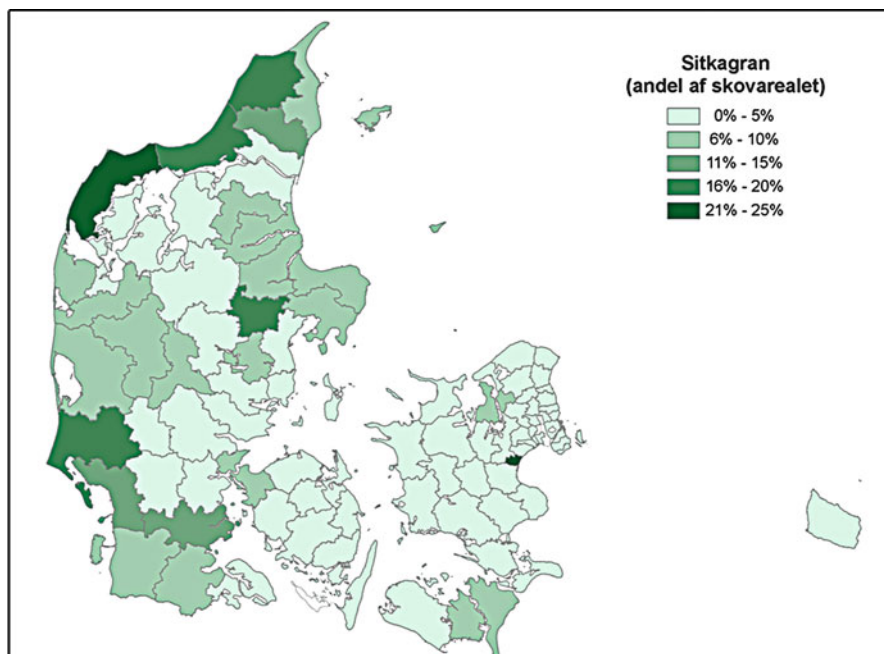 Sitkagran
(andel af skovarealet)
0% - 5%
6% - 10%
11% - 15%
16% - 20%
21% - 25%